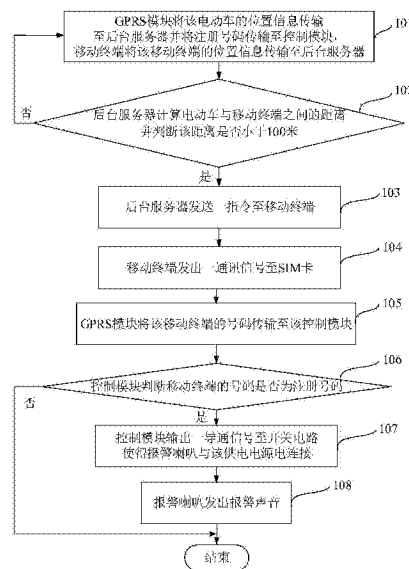 GPRS模块将该电动车的位置信息传输
至后台服务器并将注册号码传输至控制模块,
移动终端将该移动终端的位置信息传输至后台服务器
101
102
否
后台服务器计算电动车与移动终端之间的距离
并判断该距离是否小于100米
是
103
后台服务器发送一指令至移动终端
104
移动终端发出一通讯信号至SIM卡
105
GPRS模块将该移动终端的号码传输至该控制模块
106
控制模块判断移动终端的号码是否为注册号码
否
是
107
控制模块输出一导通信号至开关电路
使得报警喇叭与该供电电源电连接
108
报警喇叭发出报警声音
结束